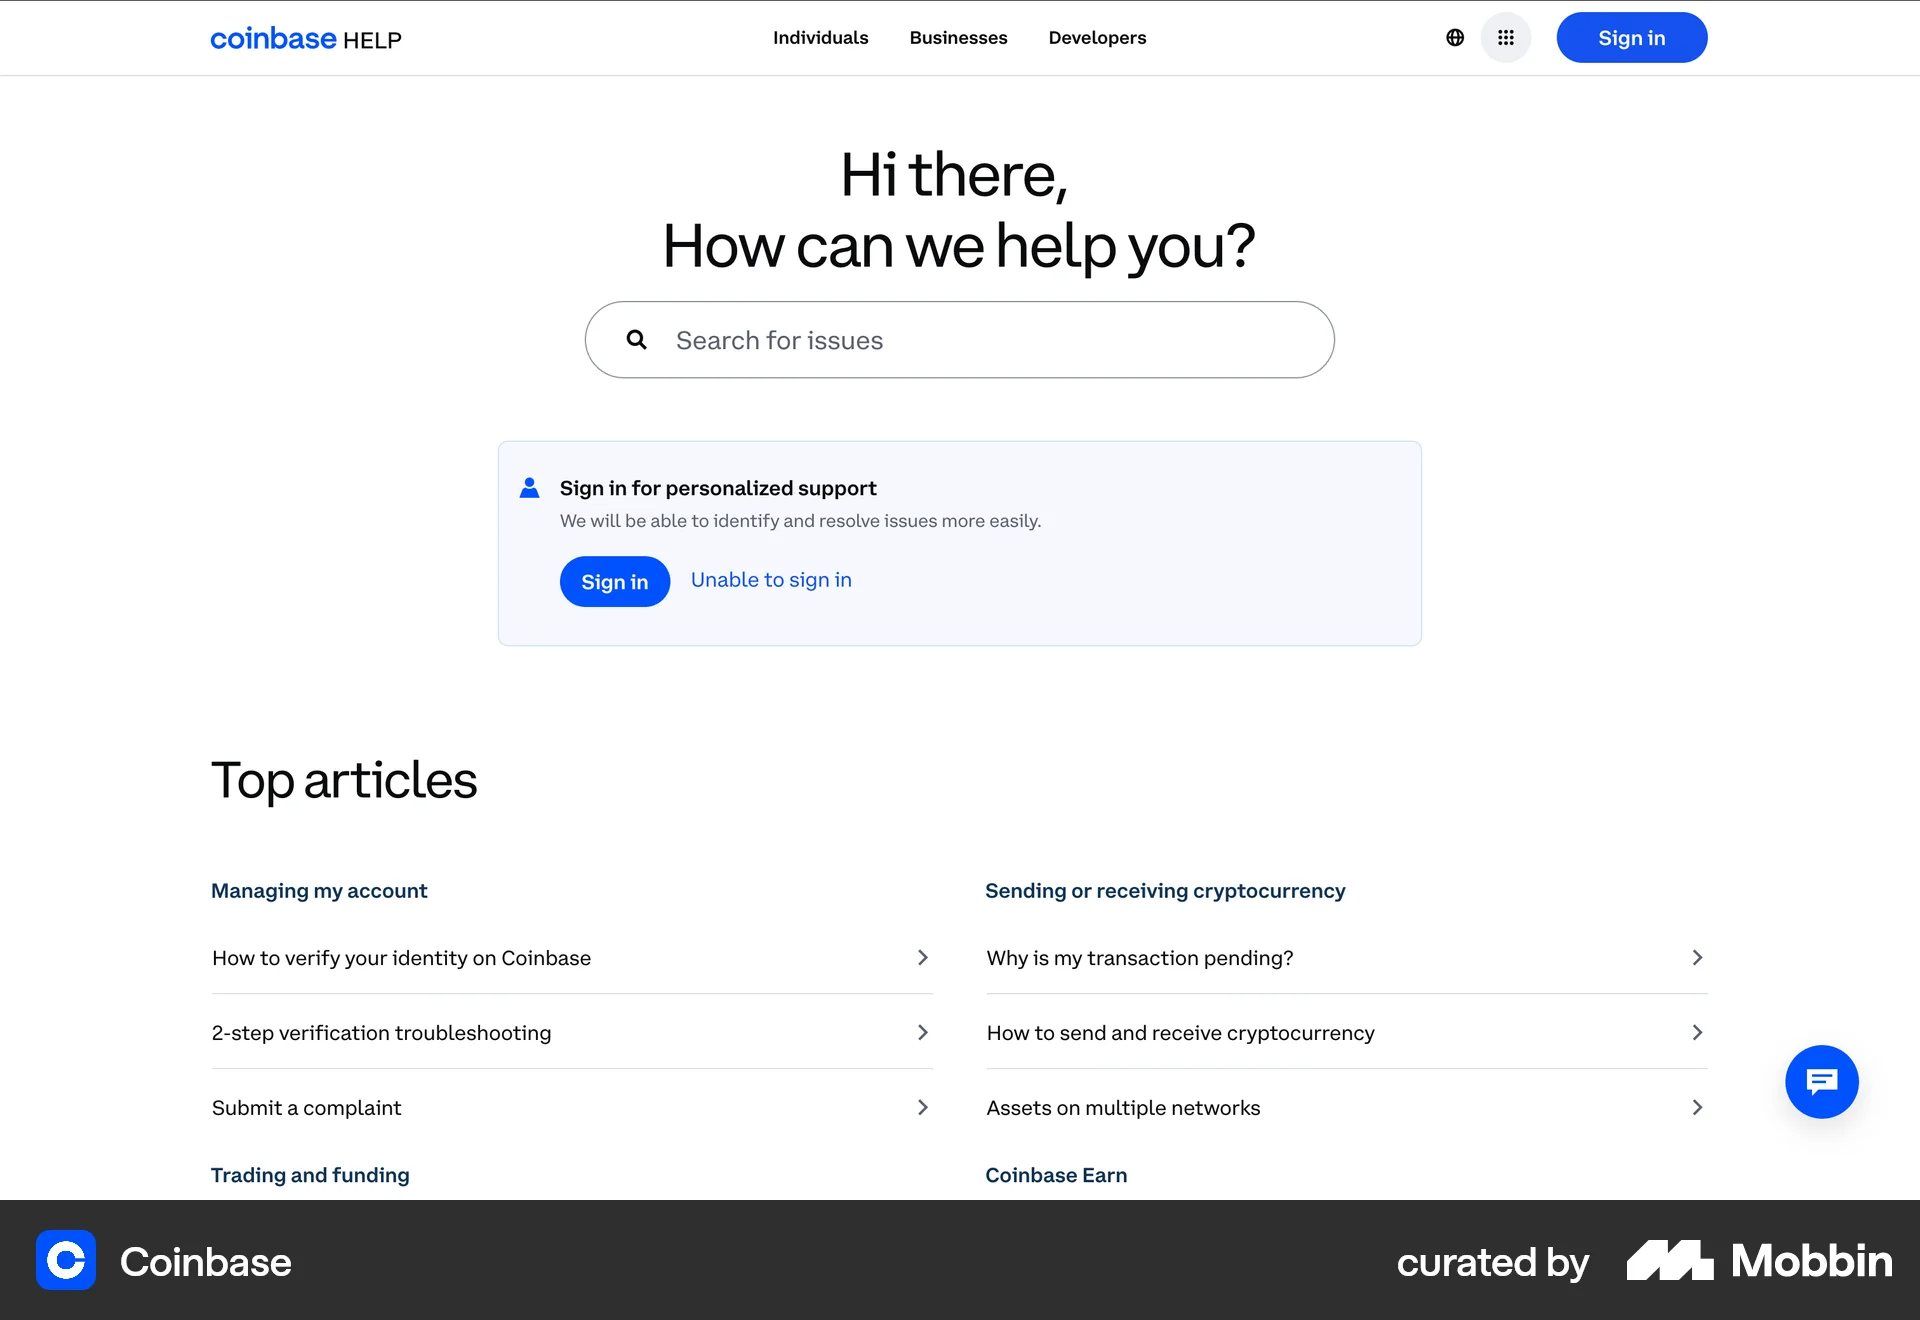 coinbase HELP
Individuals
Businesses
Developers
Sign in
Hi there,
How can we help you?
Search for issues
Sign in for personalized support
We will be able to identify and resolve issues more easily.
Sign in
Unable to sign in
Top articles
Managing my account
How to verify your identity on Coinbase
2-step verification troubleshooting
Submit a complaint
Sending or receiving cryptocurrency
Why is my transaction pending?
How to send and receive cryptocurrency
Assets on multiple networks
Trading and funding
Coinbase Earn
Coinbase
curated by
Mobbin